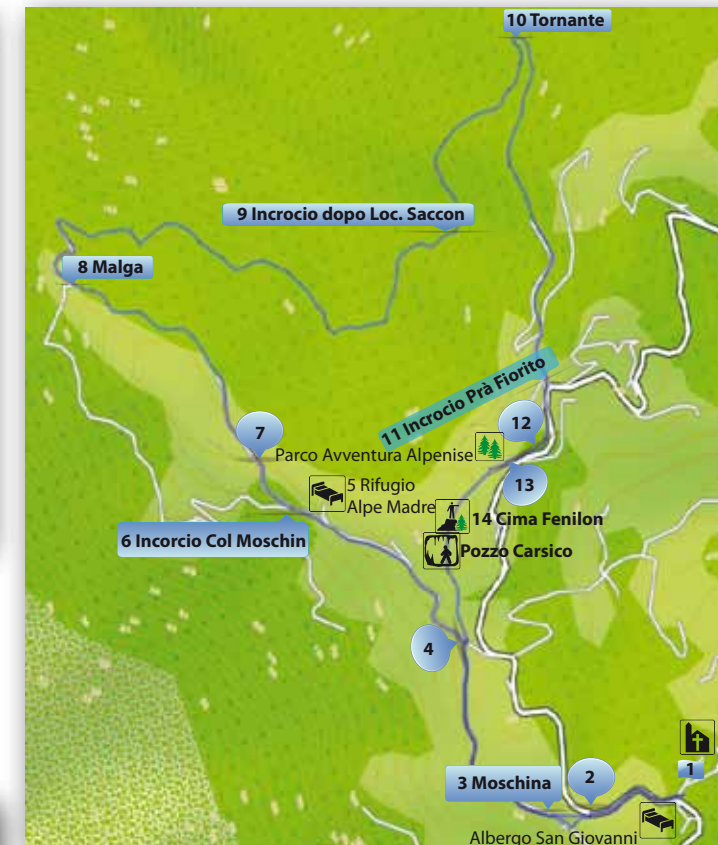 10 Tornante
9 Incrocio dopo Loc. Saccon
8 Malga
11 Incrocio Prà Fiorito
7
12
Parco Avventura Alpenise
13
5 Rifugio
Alpe Madre
14 Cima Fenilon
6 Incorcio Col Moschin
Pozzo Carsico
4
1
3 Moschina
2
Albergo San Giovanni